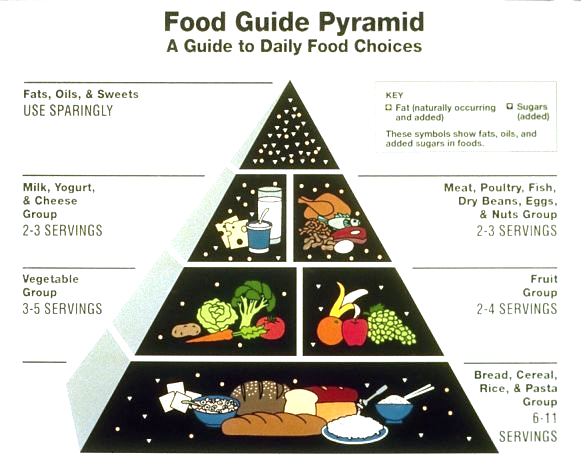 Food Guide Pyramid
A Guide to Daily Food Choices
Fats, Oils, & Sweets
USE SPARINGLY
KEY
Fat (naturally occurring
and added)
Sugars
(added)
These symbols show fats, oils, and
added sugars in foods.
Milk, Yogurt,
& Cheese
Group
2-3 SERVINGS
Meat, Poultry, Fish,
Dry Beans, Eggs,
& Nuts Group
2-3 SERVINGS
Vegetable
Group
3-5 SERVINGS
Fruit
Group
2-4 SERVINGS
Bread, Cereal,
Rice, & Pasta
Group
6-11
SERVINGS